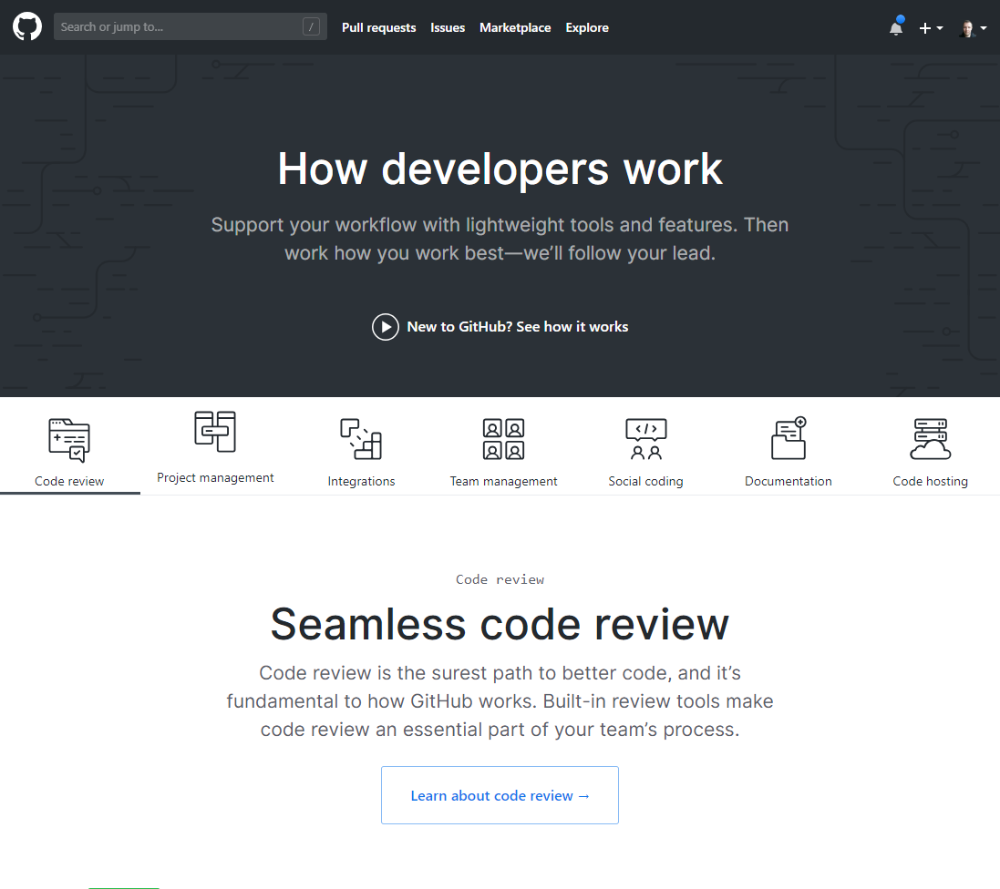 Search or jump to...
/
Pull requests
Issues
Marketplace
Explore
How developers work
Support your workflow with lightweight tools and features. Then
work how you work best—we’ll follow your lead.
New to GitHub? See how it works
Code review
Project management
Integrations
</>
Team management
Social coding
Documentation
Code hosting
Code review
Seamless code review
Code review is the surest path to better code, and it’s
fundamental to how GitHub works. Built-in review tools make
code review an essential part of your team’s process.
Learn about code review →